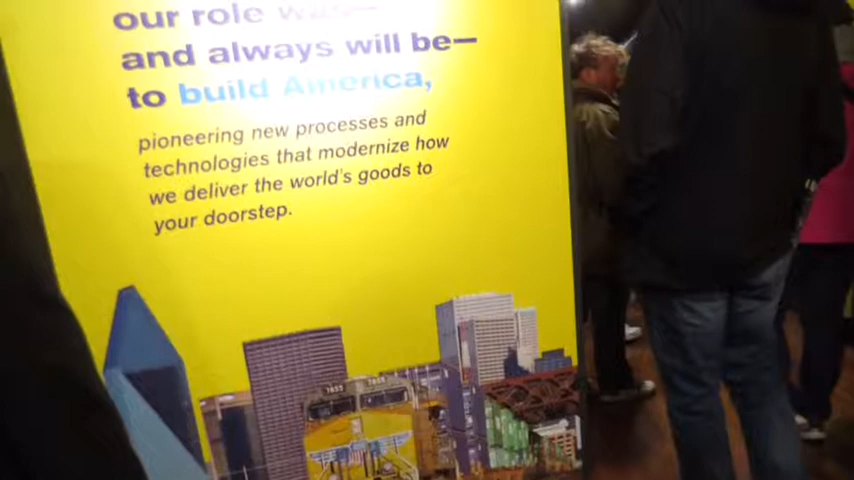 our role was—
and always will be—
to build America,
pioneering new processes and
technologies that modernize how
we deliver the world's goods to
your doorstep.